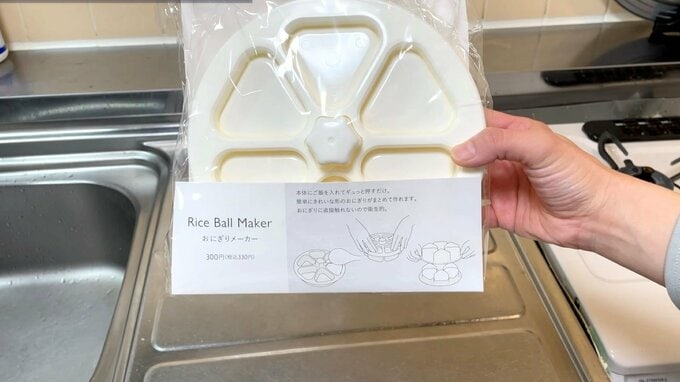 Rice Ball Maker
おにぎりメーカー
300円(税込330円)
本体にご飯を入れてギュっと押すだけ。
簡単にきれいな形のおにぎりがまとめて作れます。
おにぎりに直接触れないので衛生的。